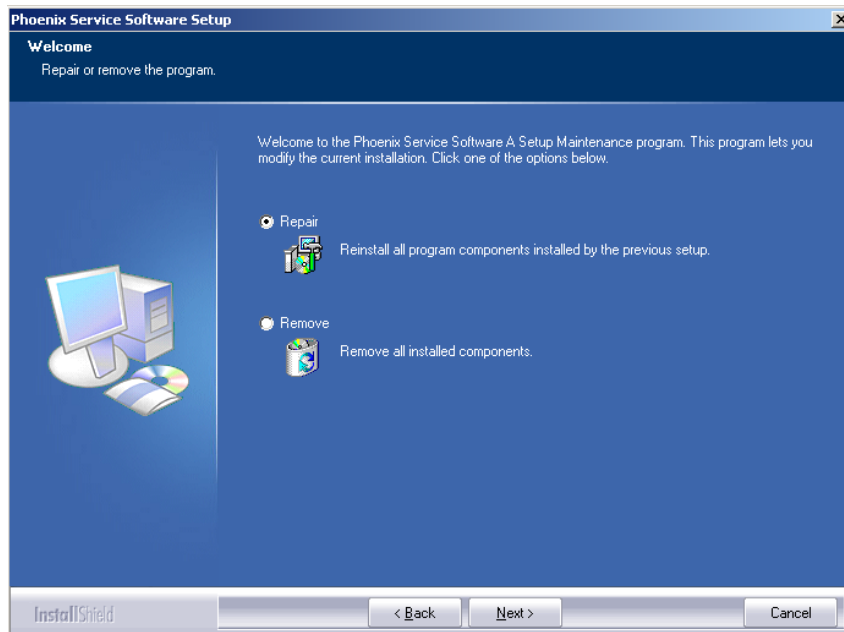 Phoenix Service Software Setup
Welcome
Repair or remove the program.
Welcome to the Phoenix Service Software A Setup Maintenance program. This program lets you
modify the current installation. Click one of the options below.
Repair
Reinstall all program components installed by the previous setup.
Remove
Remove all installed components.
InstallShield
< Back
Next >
Cancel